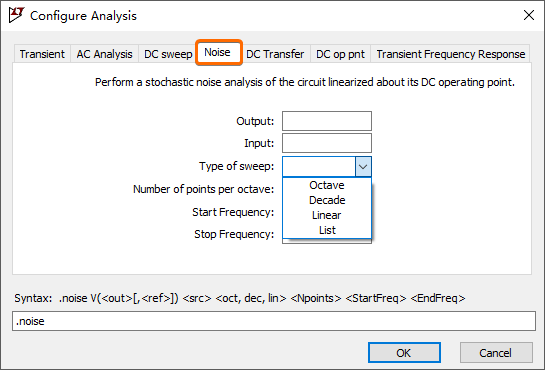 Configure Analysis
Transient AC Analysis DC sweep Noise DC Transfer DC op pnt Transient Frequency Response
Perform a stochastic noise analysis of the circuit linearized about its DC operating point.
Output:
Input:
Type of sweep:
Number of points per octave:
Octave
Decade
Start Frequency:
Linear
List
Stop Frequency:
Syntax: .noise V(<out>[,<ref>]) <src> <oct, dec, lin> <Npoints> <StartFreq> <EndFreq>
.noise
OK Cancel